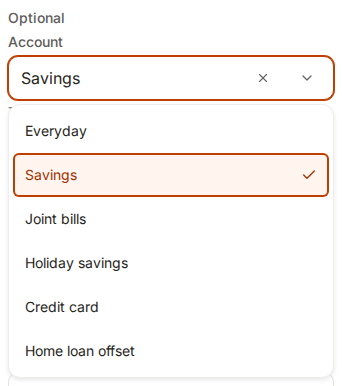 Optional
Account
Savings
Everyday
Savings
Joint bills
Holiday savings
Credit card
Home loan offset